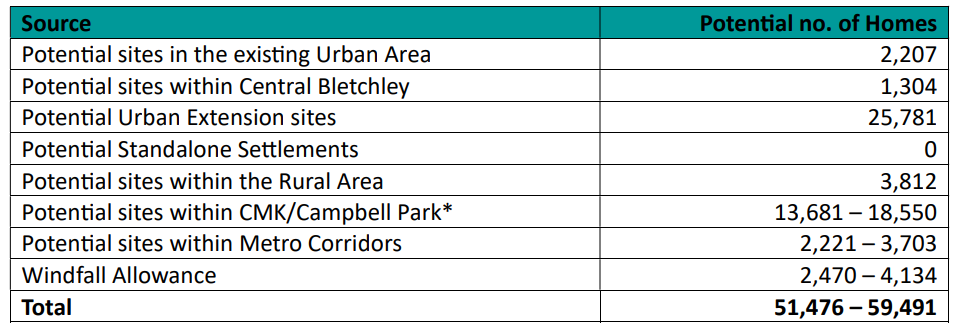 Source Potential no. of Homes
Potential sites in the existing Urban Area 2,207
Potential sites within Central Bletchley 1,304
Potential Urban Extension sites 25,781
Potential Standalone Settlements 0
Potential sites within the Rural Area 3,812
Potential sites within CMK/Campbell Park* 13,681 – 18,550
Potential sites within Metro Corridors 2,221 – 3,703
Windfall Allowance 2,470 – 4,134
Total 51,476 – 59,491